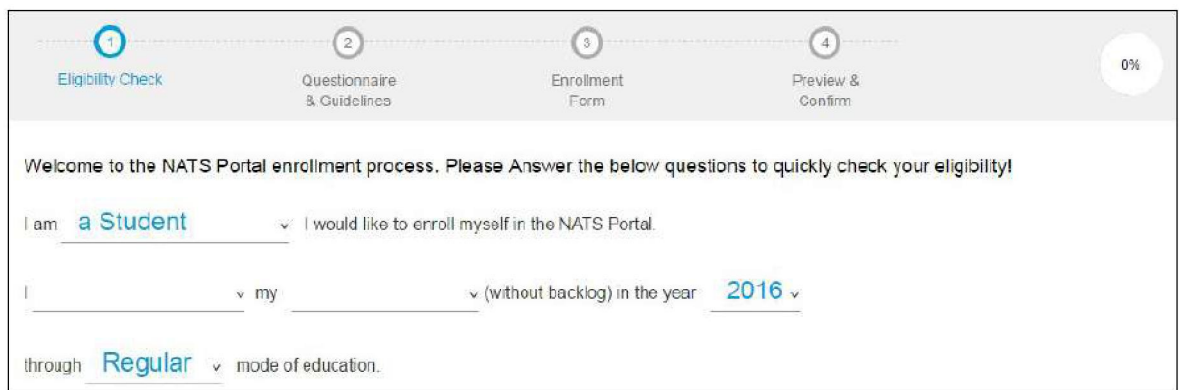 1 2 3 4
Eligibility Check Questionnaire & Guidelines Enrollment Form Preview & Confirm
0%
Welcome to the NATS Portal enrollment process. Please Answer the below questions to quickly check your eligibility!
I am a Student I would like to enroll myself in the NATS Portal.
I my (without backlog) in the year 2016
through Regular mode of education.